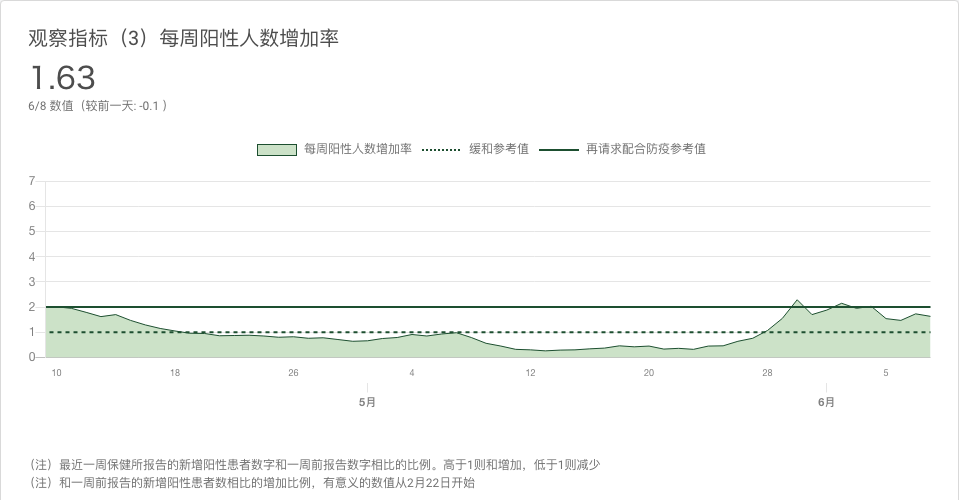 观察指标（3）每周阳性人数增加率
1.63
6/8 数值（较前一天: -0.1 ）
每周阳性人数增加率 缓和参考值 再请求配合防疫参考值
7
6
5
4
3
2
1
0
10 18 26 4 12 20 28 5
5月 6月
（注）最近一周保健所报告的新增阳性患者数字和一周前报告数字相比的比例。高于1则和增加，低于1则减少
（注）和一周前报告的新增阳性患者数相比的增加比例，有意义的数值从2月22日开始